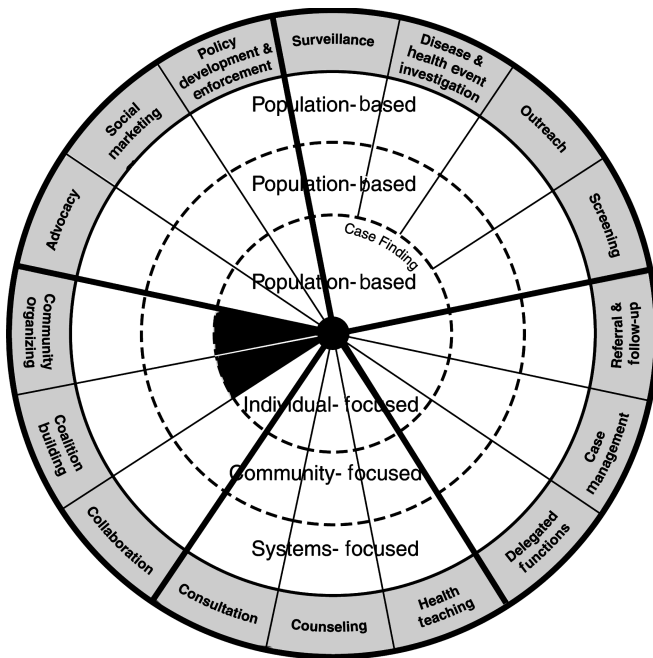 Surveillance
Disease &
health event
investigation
Outreach
Screening
Referral &
follow-up
Case
management
Delegated
functions
Health
teaching
Counseling
Consultation
Collaboration
Coalition
building
Community
organizing
Advocacy
Social
marketing
Policy
development &
enforcement
Population- based
Population- based
Case Finding
Population-based
Individual- focused
Community- focused
Systems- focused